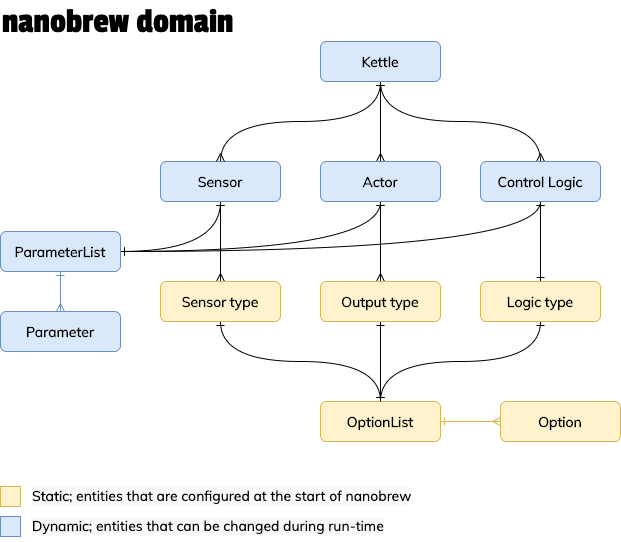 nanobrew domain
Kettle
Sensor
Actor
Control Logic
ParameterList
Sensor type
Output type
Logic type
Parameter
OptionList
Option
Static; entities that are configured at the start of nanobrew
Dynamic; entities that can be changed during run-time